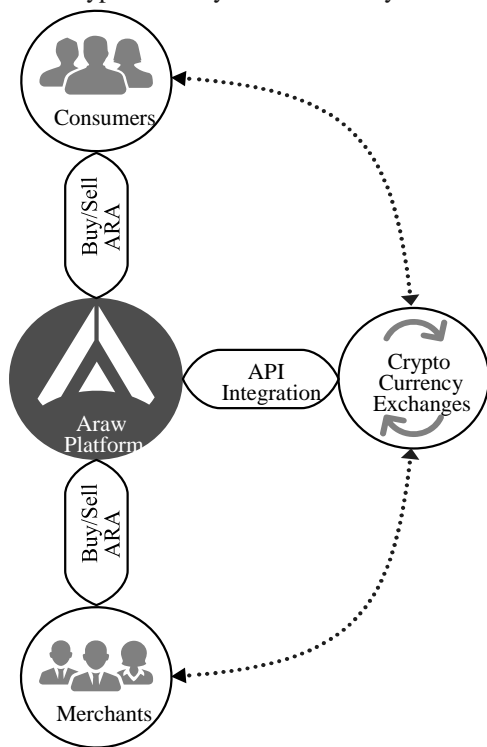 Consumers
Buy/Sell
ARA
Araw
Platform
API
Integration
Crypto
Currency
Exchanges
Buy/Sell
ARA
Merchants